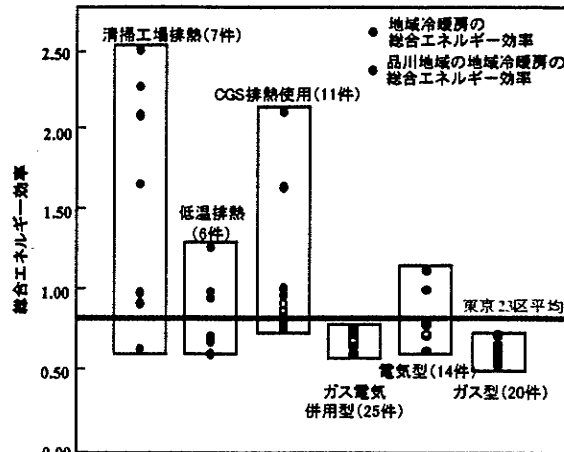 清掃工場排熱(7件)
地域冷暖房の
総合エネルギー効率
品川地域の地域冷暖房の
総合エネルギー効率
CGS排熱使用(11件)
低温排熱
(6件)
東京23区平均
ガス電気
併用型(25件)
電気型(14件)
ガス型(20件)
総合エネルギー効率
2.50
2.00
1.50
1.00
0.50
0.00